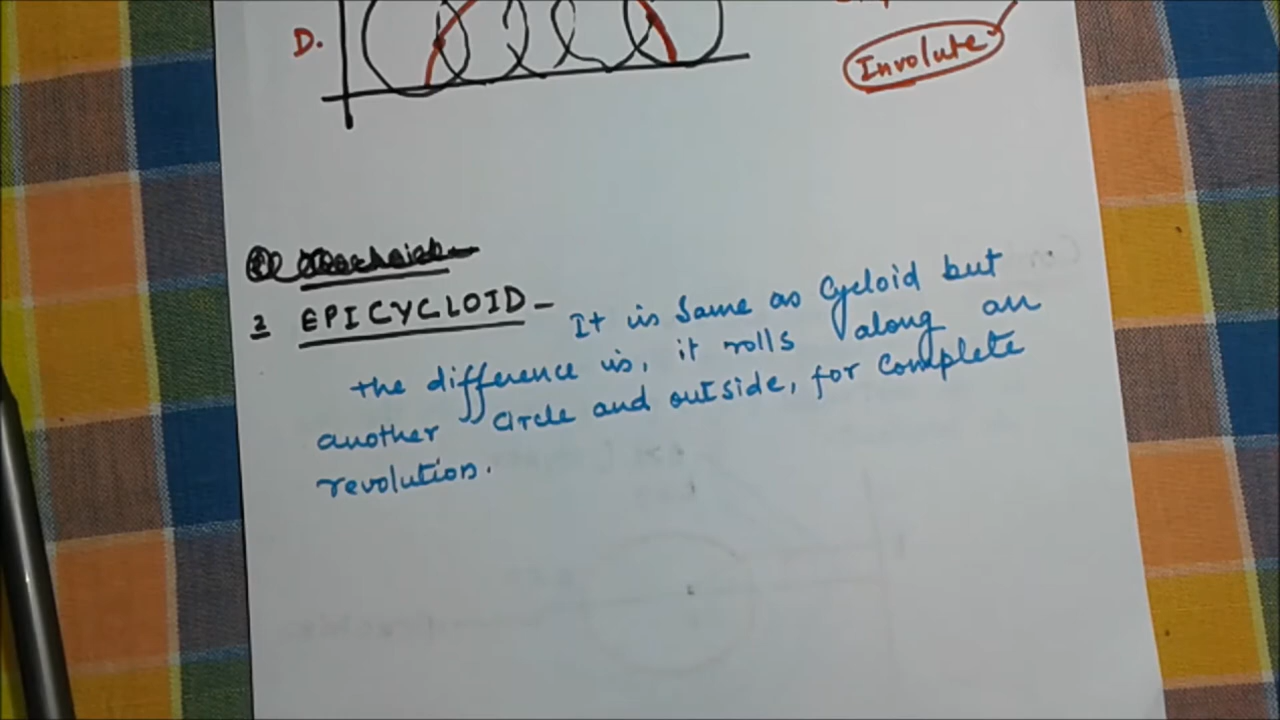 D.
Involute
2 EPICYCLOID - It is same as Cycloid but
the difference is, it rolls along an
another circle and outside, for complete
revolution.